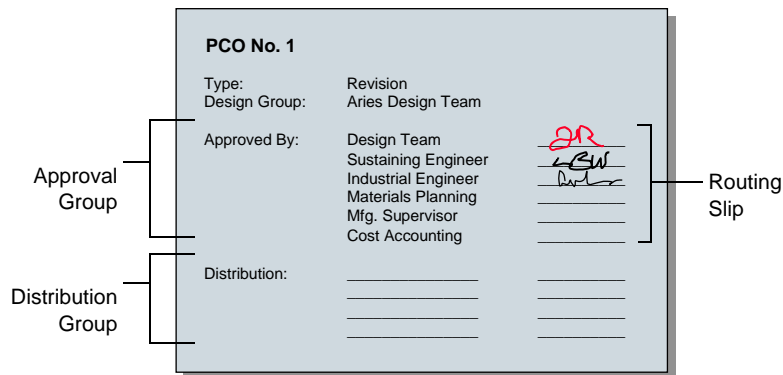 PCO No. 1
Type: Revision
Design Group: Aries Design Team
Approved By: Design Team
Sustaining Engineer
Industrial Engineer
Materials Planning
Mfg. Supervisor
Cost Accounting
Distribution:
Approval
Group
Distribution
Group
Routing
Slip